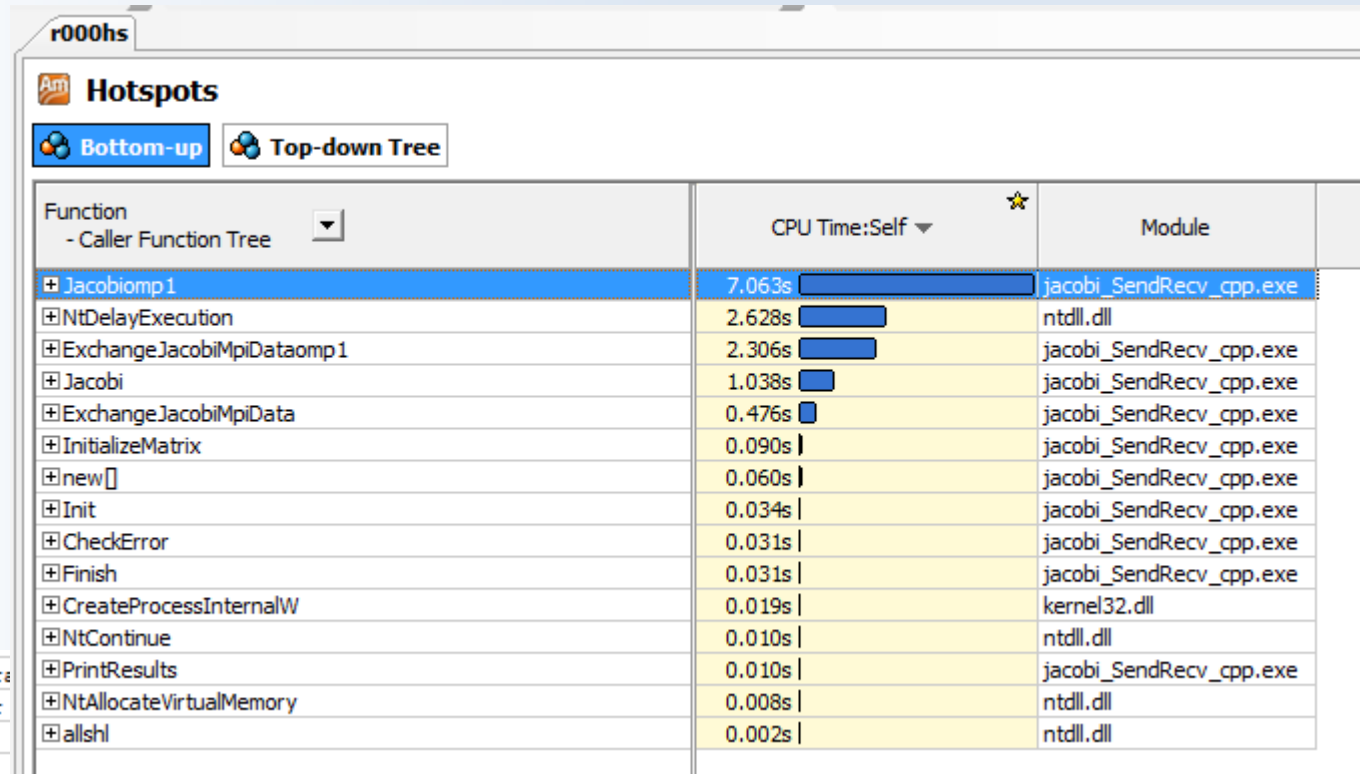 r000hs
Am Hotspots
Bottom-up Top-down Tree
Function
- Caller Function Tree
CPU Time:Self Module
Jacobiomp1 7.063s jacobi_SendRecv_cpp.exe
NtDelayExecution 2.628s ntdll.dll
ExchangeJacobiMpiDataomp1 2.306s jacobi_SendRecv_cpp.exe
Jacobi 1.038s jacobi_SendRecv_cpp.exe
ExchangeJacobiMpiData 0.476s jacobi_SendRecv_cpp.exe
InitializeMatrix 0.090s jacobi_SendRecv_cpp.exe
new[] 0.060s jacobi_SendRecv_cpp.exe
Init 0.034s jacobi_SendRecv_cpp.exe
CheckError 0.031s jacobi_SendRecv_cpp.exe
Finish 0.031s jacobi_SendRecv_cpp.exe
CreateProcessInternalW 0.019s kernel32.dll
NtContinue 0.010s ntdll.dll
PrintResults 0.010s jacobi_SendRecv_cpp.exe
NtAllocateVirtualMemory 0.008s ntdll.dll
allshl 0.002s ntdll.dll